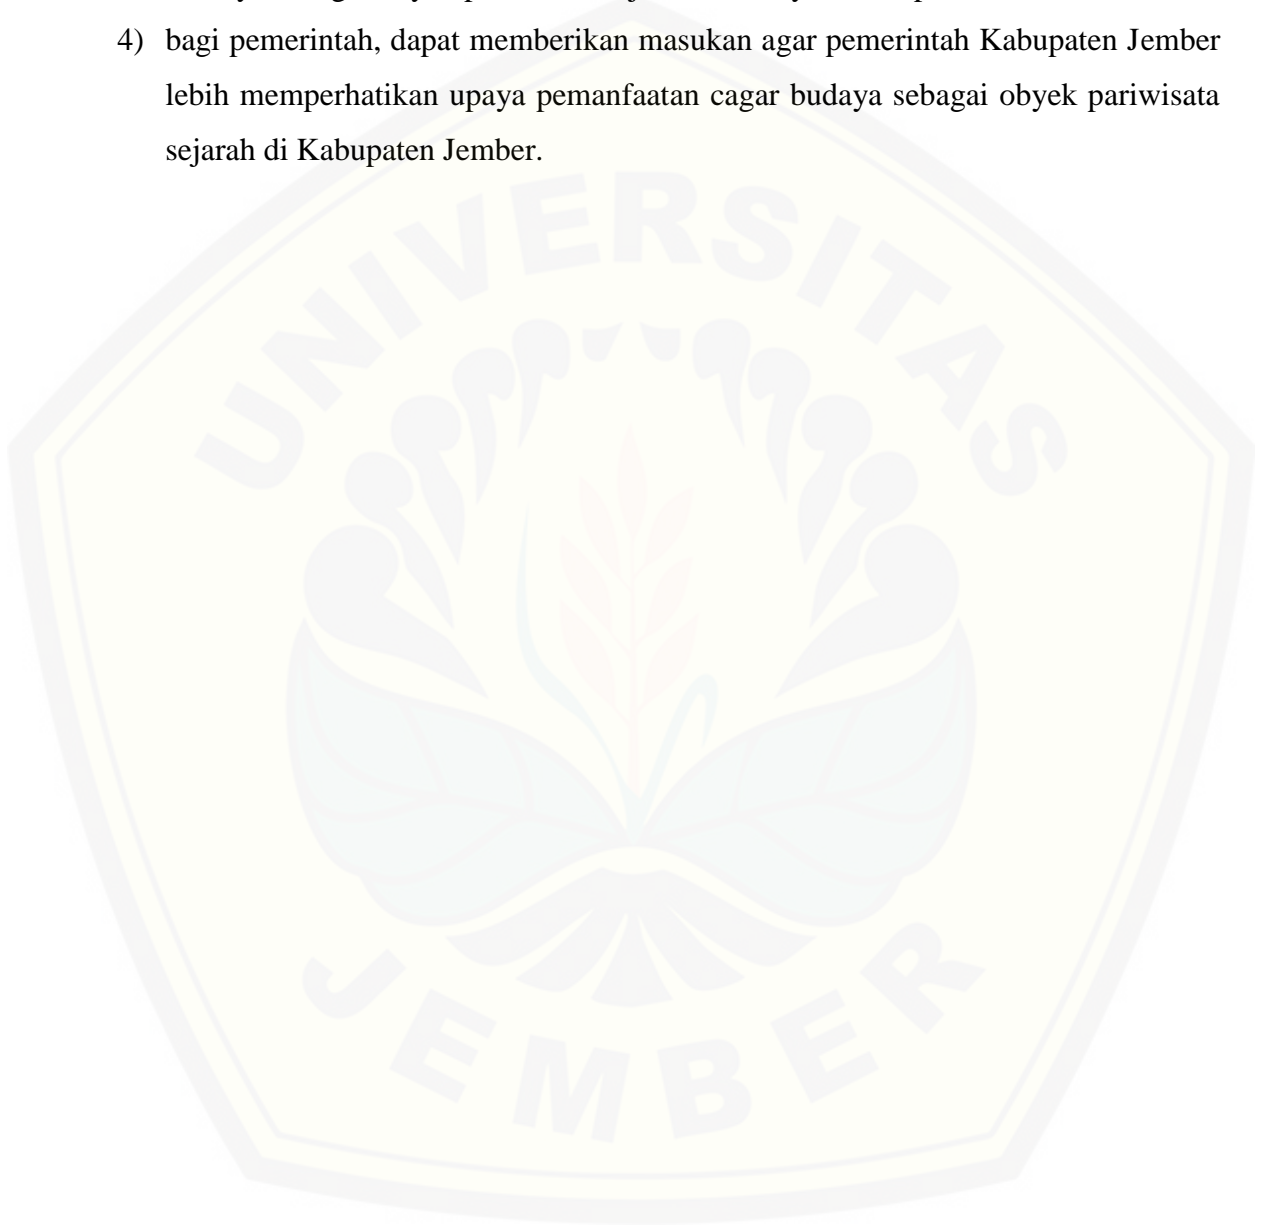 4) bagi pemerintah, dapat memberikan masukan agar pemerintah Kabupaten Jember
lebih memperhatikan upaya pemanfaatan cagar budaya sebagai obyek pariwisata
sejarah di Kabupaten Jember.
UNIVERSITAS
JEMBER